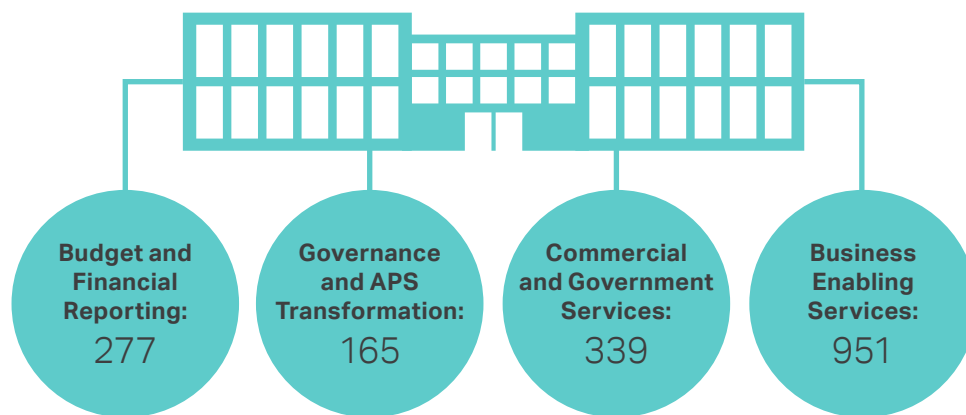 Budget and
Financial
Reporting:
277
Governance
and APS
Transformation:
165
Commercial
and Government
Services:
339
Business
Enabling
Services:
951